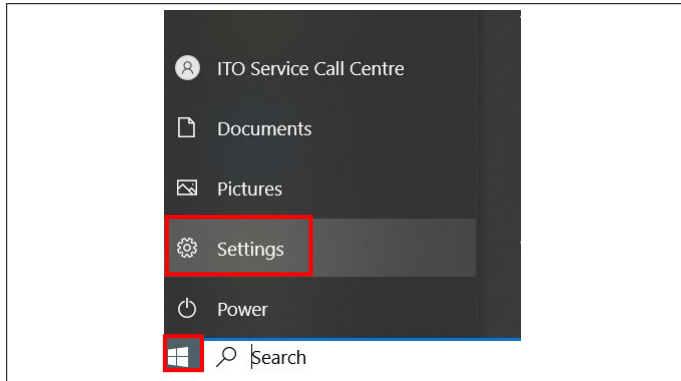 ITO Service Call Centre
Documents
Pictures
Settings
Power
Search